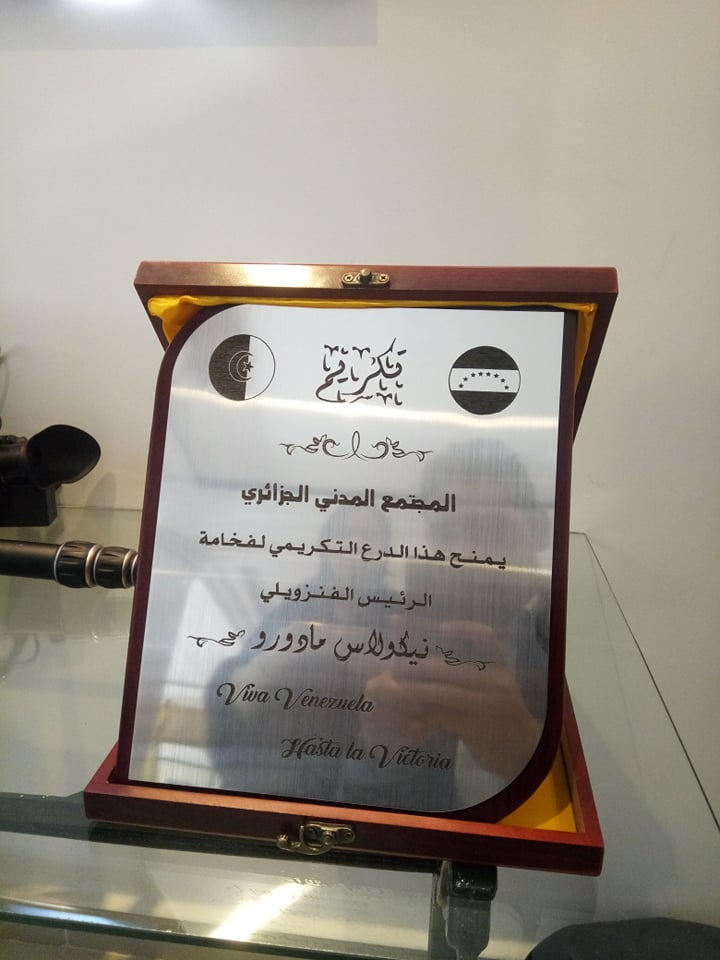 تكريم
المجتمع المدني الجزائري
يمنح هذا الدرع التكريمي لفخامة
الرئيس الفنزويلي
نيكولاس مادورو
Viva Venezuela
Hasta la Victoria